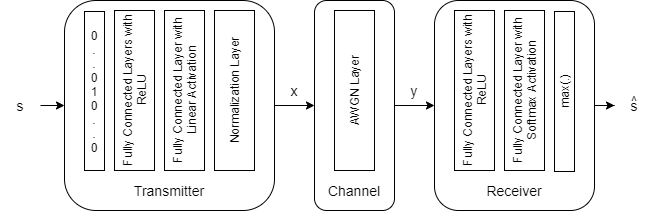 s
0
.
.
0
1
0
.
.
0
Fully Connected Layers with
ReLU
Fully Connected Layer with
Linear Activation
Normalization Layer
Transmitter
x
AWGN Layer
Channel
y
Fully Connected Layers with
ReLU
Fully Connected Layer with
Softmax Activation
max(.)
Receiver
ŝ